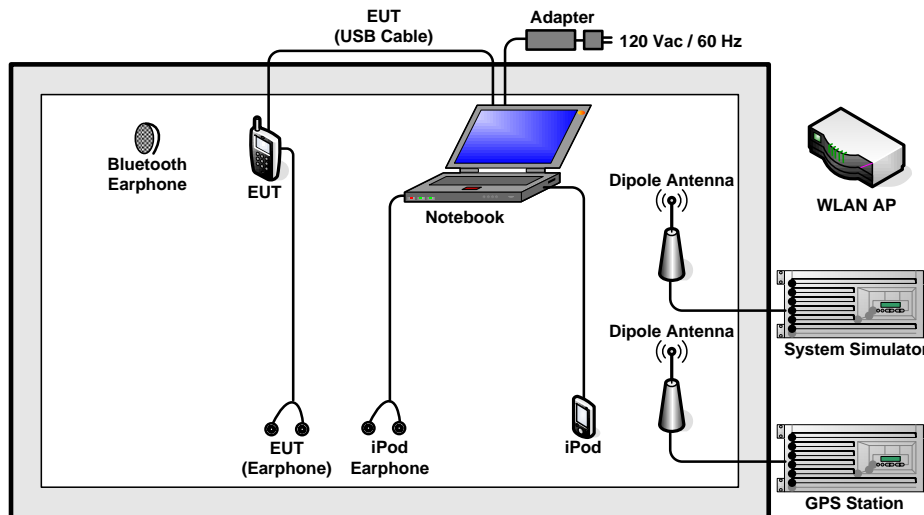 EUT
(USB Cable)
Adapter
120 Vac / 60 Hz
Bluetooth
Earphone
EUT
Notebook
Dipole Antenna
WLAN AP
System Simulator
Dipole Antenna
EUT
(Earphone)
iPod
Earphone
iPod
GPS Station